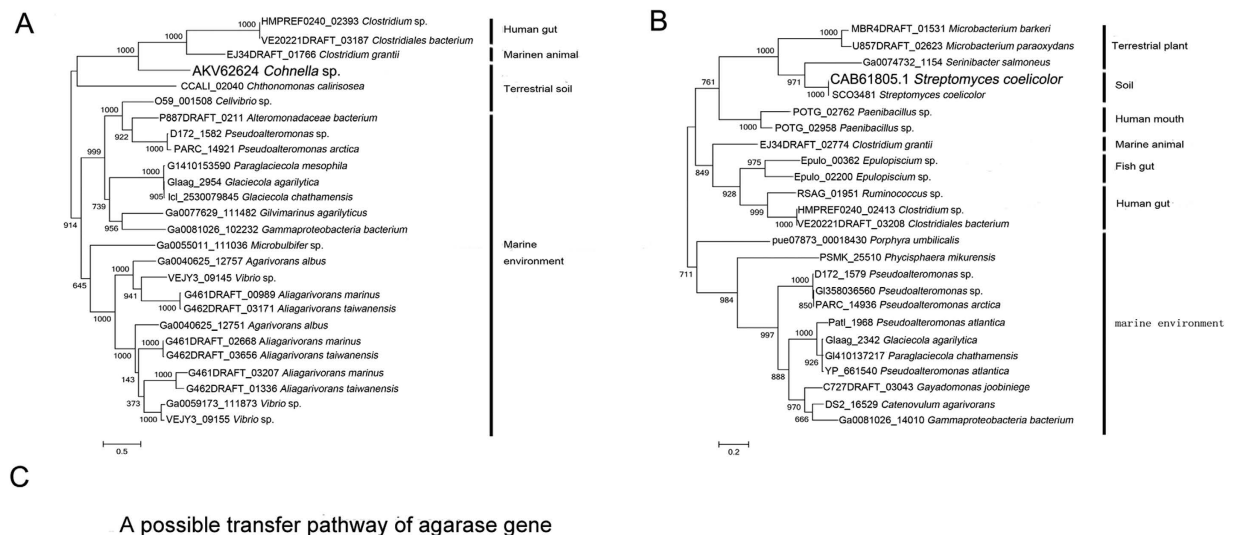 A
HMPREF0240_02393 Clostridium sp.
1000
VE20221DRAFT_03187 Clostridiales bacterium
Human gut
1000
1000
EJ34DRAFT_01766 Clostridium grantii
Marinen animal
AKV62624 Cohnella sp.
CCALI_02040 Chthonomonas calirisosea
Terrestrial soil
O59_001508 Cellvibrio sp.
P887DRAFT_0211 Alteromonadaceae bacterium
922
D172_1582 Pseudoalteromonas sp.
1000
PARC_14921 Pseudoalteromonas arctica
999
G1410153590 Paraglaciecola mesophila
1000
Glaag_2954 Glaciecola agarilytica
905
Icl_2530079845 Glaciecola chathamensis
739
Ga0077629_111482 Gilvimarinus agarilyticus
956
Ga0081026_102232 Gammaproteobacteria bacterium
914
Ga0055011_111036 Microbulbifer sp.
Marine
environment
645
Ga0040625_12757 Agarivorans albus
1000
VEJY3_09145 Vibrio sp.
941
G461DRAFT_00989 Aliagarivorans marinus
1000
G462DRAFT_03171 Aliagarivorans taiwanensis
1000
Ga0040625_12751 Agarivorans albus
1000
G461DRAFT_02668 Aliagarivorans marinus
1000
G462DRAFT_03656 Aliagarivorans taiwanensis
143
G461DRAFT_03207 Aliagarivorans marinus
1000
G462DRAFT_01336 Aliagarivorans taiwanensis
373
Ga0059173_111873 Vibrio sp.
1000
VEJY3_09155 Vibrio sp.
0.5
B
MBR4DRAFT_01531 Microbacterium barkeri
1000
U857DRAFT_02623 Microbacterium paraoxydans
Terrestrial plant
1000
Ga0074732_1154 Serinibacter salmoneus
971
CAB61805.1 Streptomyces coelicolor
1000
SCO3481 Streptomyces coelicolor
Soil
761
POTG_02762 Paenibacillus sp.
1000
POTG_02958 Paenibacillus sp.
Human mouth
EJ34DRAFT_02774 Clostridium grantii
Marine animal
849
975
Epulo_00362 Epulopiscium sp.
Epulo_02200 Epulopiscium sp.
Fish gut
928
RSAG_01951 Ruminococcus sp.
999
HMPREF0240_02413 Clostridium sp.
1000
VE20221DRAFT_03208 Clostridiales bacterium
Human gut
pue07873_00018430 Porphyra umbilicalis
711
PSMK_25510 Phycisphaera mikurensis
984
D172_1579 Pseudoalteromonas sp.
1000
GI358036560 Pseudoalteromonas sp.
850
PARC_14936 Pseudoalteromonas arctica
997
Patl_1968 Pseudoalteromonas atlantica
1000
Glaag_2342 Glaciecola agarilytica
GI410137217 Paraglaciecola chathamensis
926
YP_661540 Pseudoalteromonas atlantica
888
C727DRAFT_03043 Gayadomonas joobiniege
970
DS2_16529 Catenovulum agarivorans
666
Ga0081026_14010 Gammaproteobacteria bacterium
marine environment
0.2
C
A possible transfer pathway of agarase gene